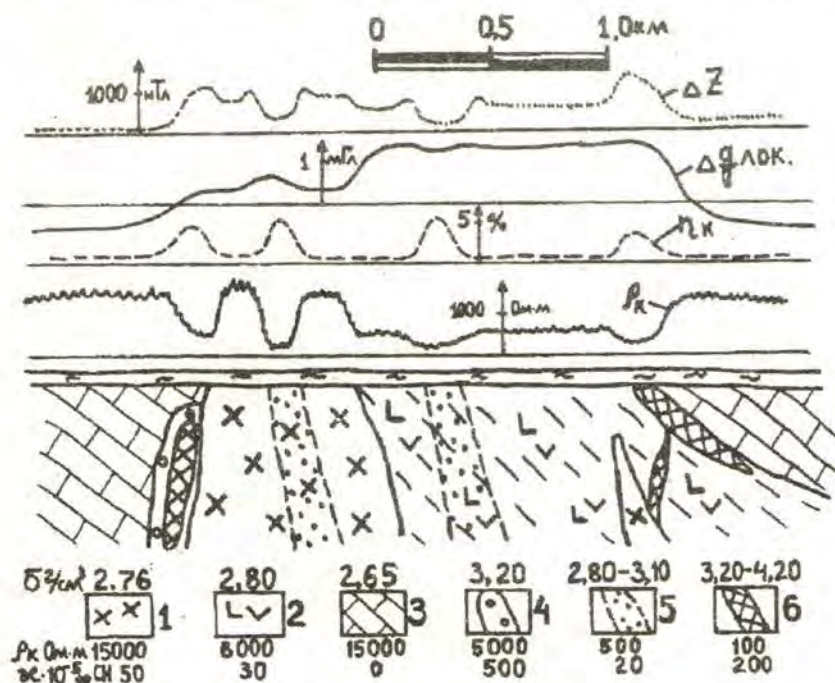 0 0,5 1,0 км
1000 нТл ΔZ
1 мГл Δg лок.
5 % ηк
1000 Ом·м ρк
σ г/см³ 2.76 2,80 2,65 3,20 2,80-3,10 3,20-4,20
1 2 3 4 5 6
ρк Ом·м 15000 8000 15000 5000 500 100
æ·10⁻⁵ СИ 50 30 0 500 20 200